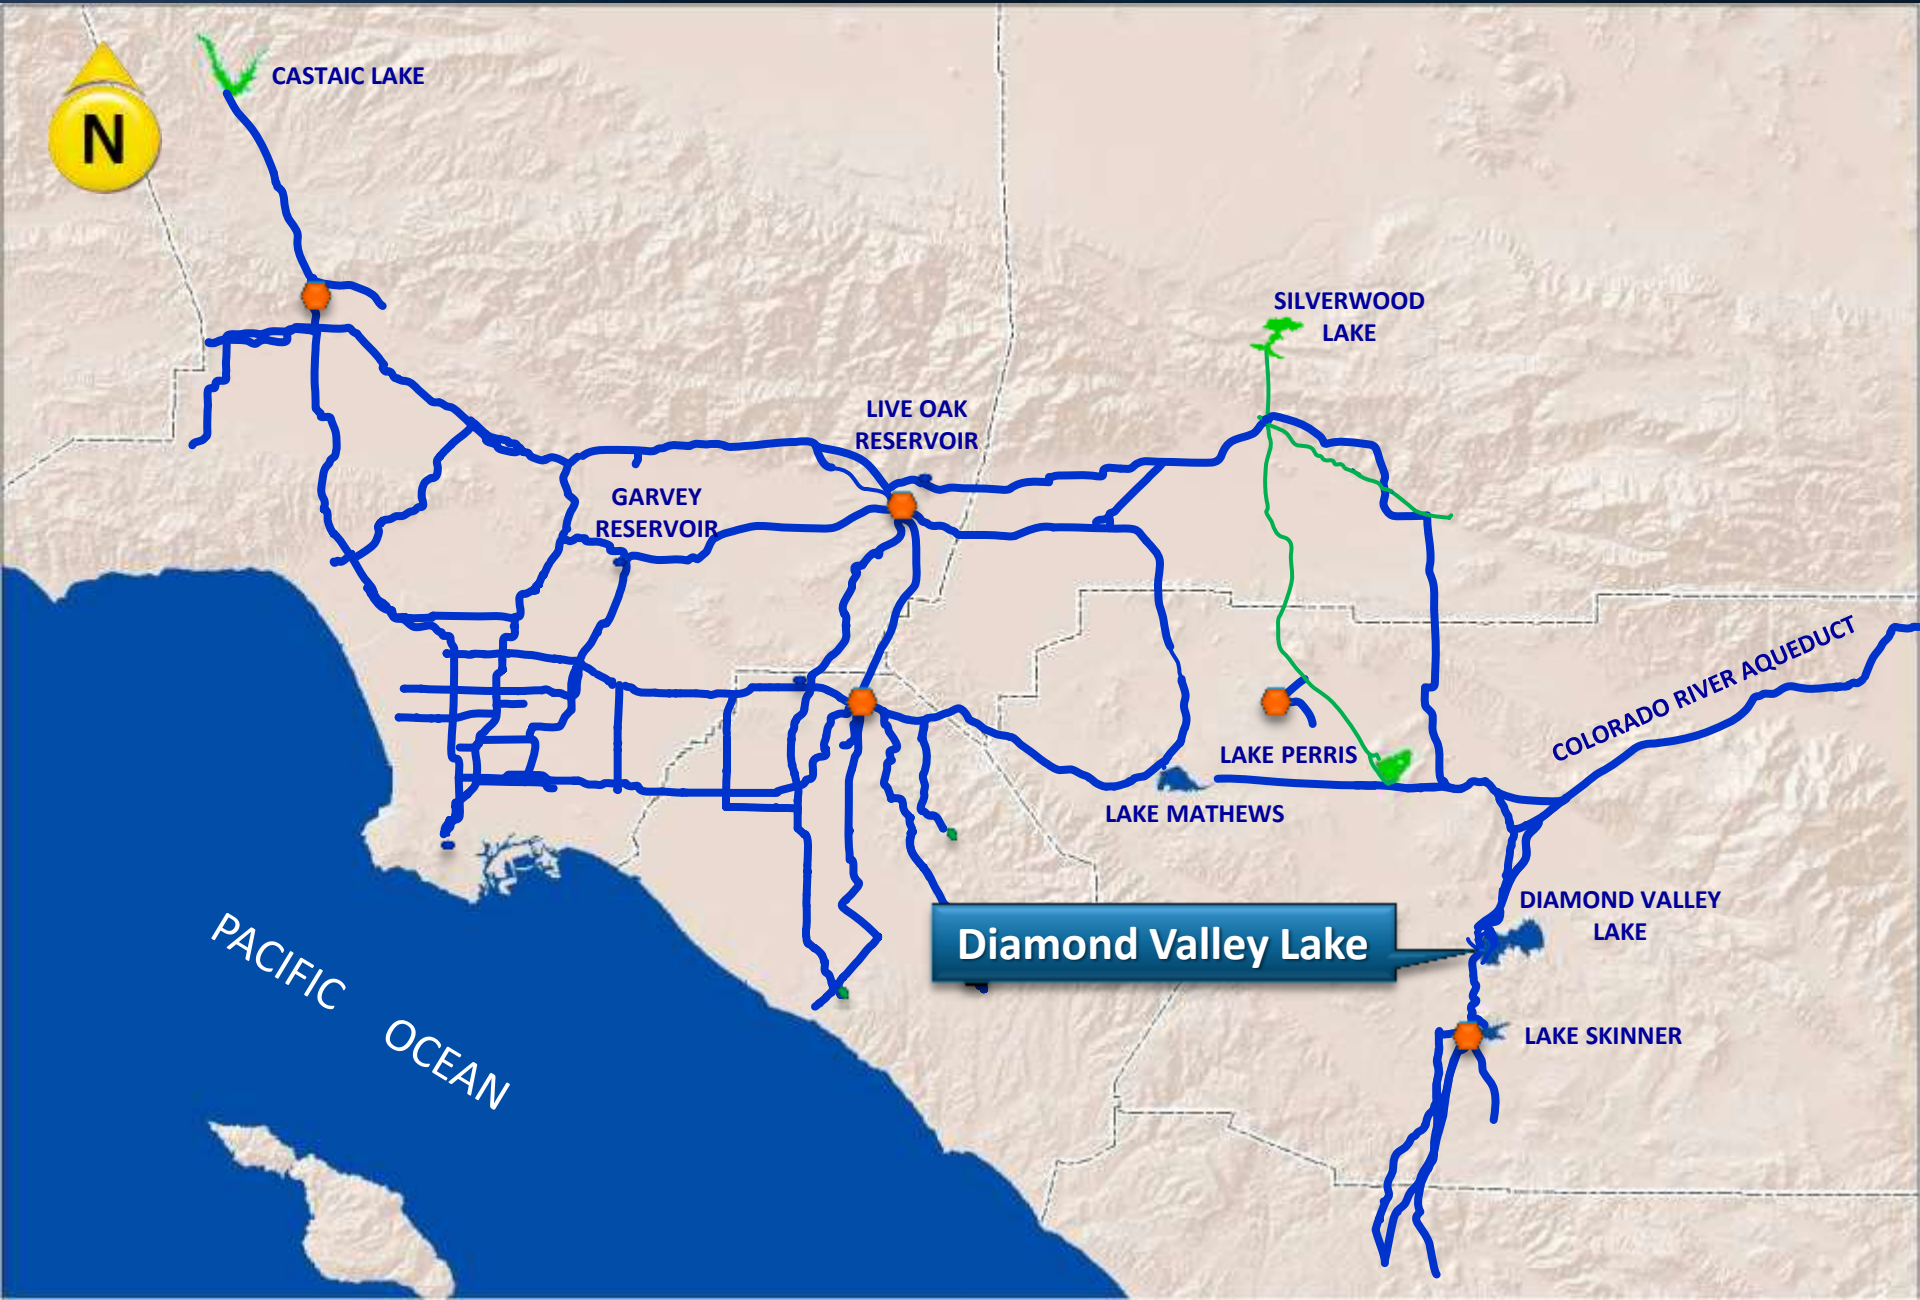 N
CASTAIC LAKE
SILVERWOOD
LAKE
LIVE OAK
RESERVOIR
GARVEY
RESERVOIR
COLORADO RIVER AQUEDUCT
LAKE PERRIS
LAKE MATHEWS
DIAMOND VALLEY
LAKE
Diamond Valley Lake
PACIFIC
OCEAN
LAKE SKINNER